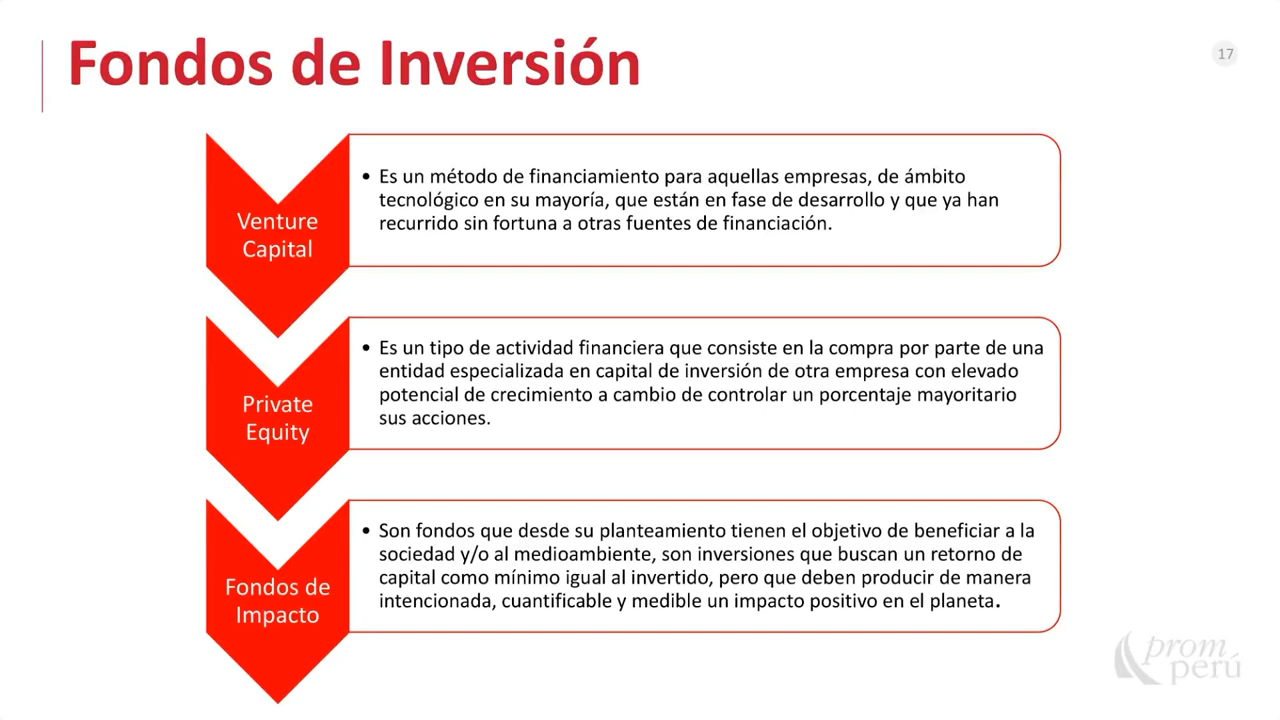 Fondos de Inversión
17
Venture
Capital
• Es un método de financiamiento para aquellas empresas, de ámbito
tecnológico en su mayoría, que están en fase de desarrollo y que ya han
recurrido sin fortuna a otras fuentes de financiación.
Private
Equity
• Es un tipo de actividad financiera que consiste en la compra por parte de una
entidad especializada en capital de inversión de otra empresa con elevado
potencial de crecimiento a cambio de controlar un porcentaje mayoritario
sus acciones.
Fondos de
Impacto
• Son fondos que desde su planteamiento tienen el objetivo de beneficiar a la
sociedad y/o al medioambiente, son inversiones que buscan un retorno de
capital como mínimo igual al invertido, pero que deben producir de manera
intencionada, cuantificable y medible un impacto positivo en el planeta.
prom
perú